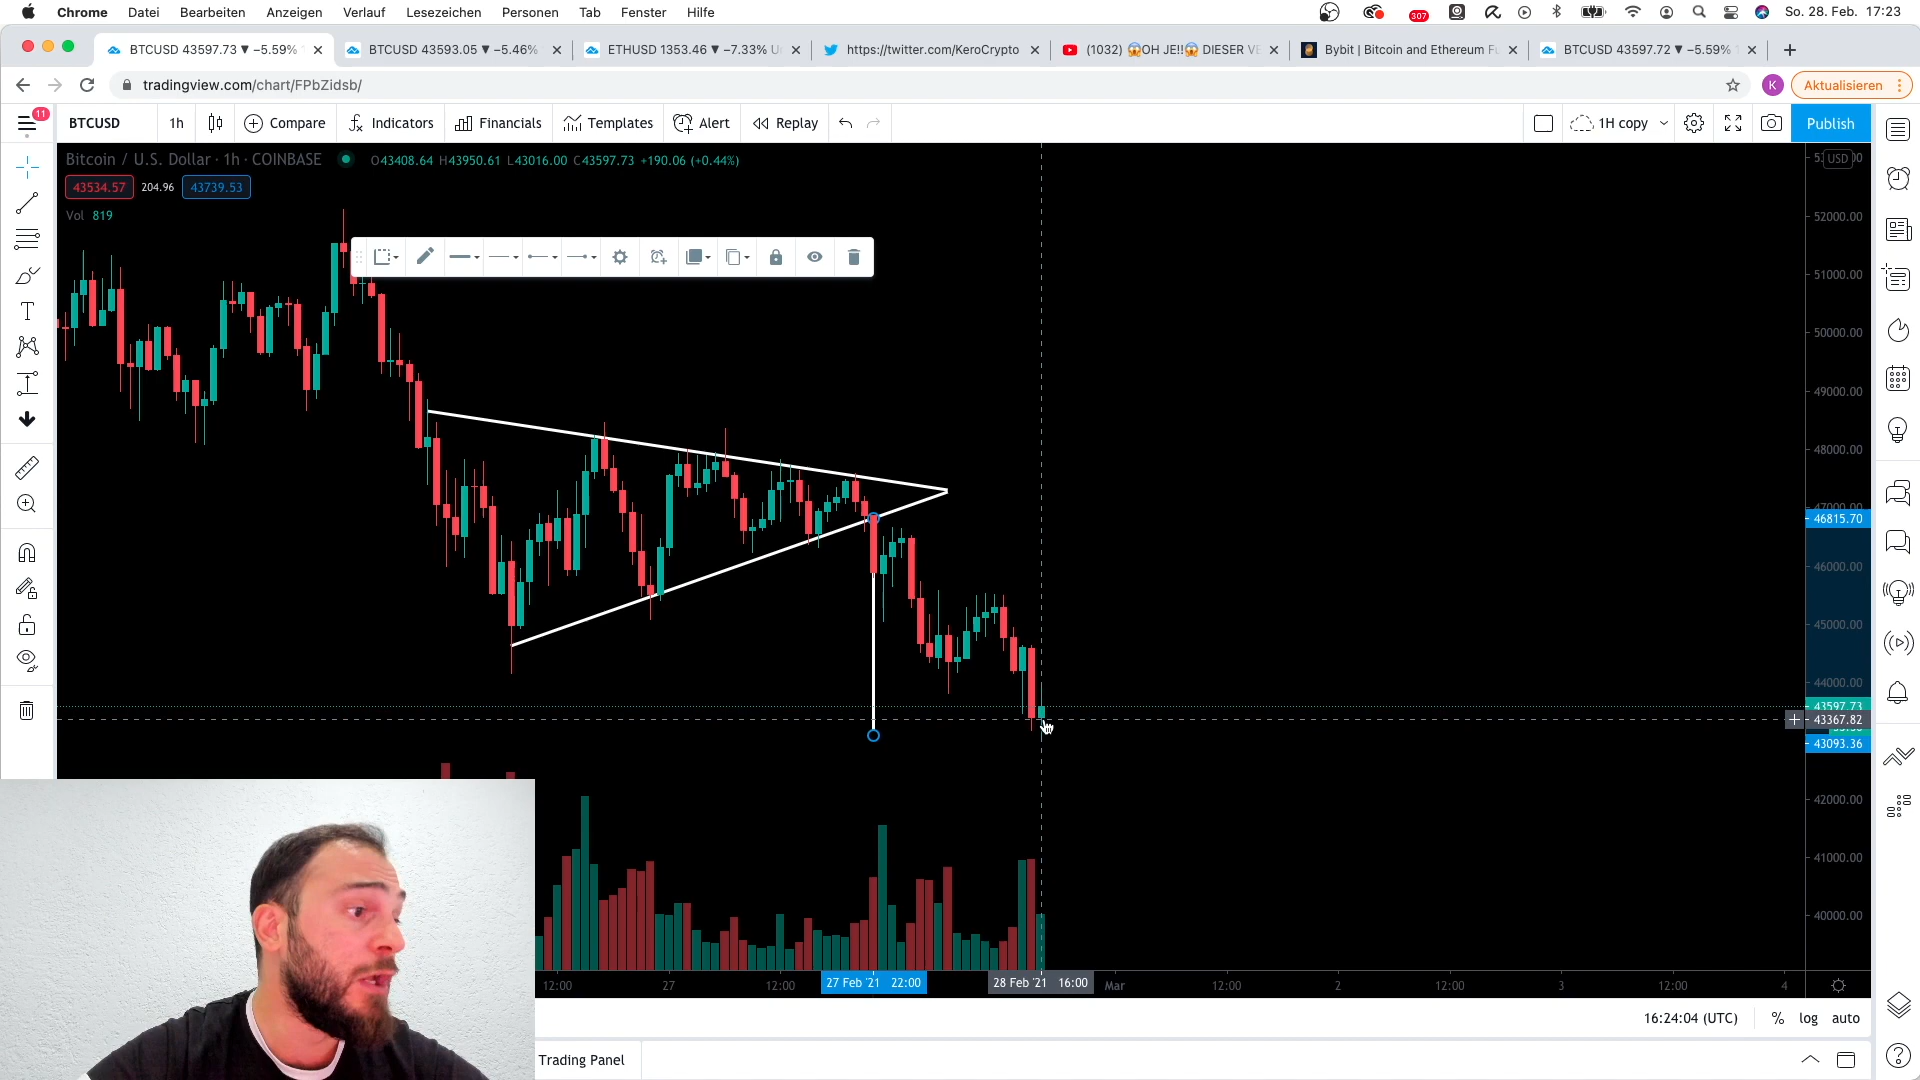 Chrome Datei Bearbeiten Anzeigen Verlauf Lesezeichen Personen Tab Fenster Hilfe 307 So. 28. Feb. 17:23
BTCUSD 43597.73 ▼ −5.59% BTCUSD 43593.05 ▼ −5.46% ETHUSD 1353.46 ▼ −7.33% https://twitter.com/KeroCrypto (1032) 😱OH JE!!😱 DIESER Bybit | Bitcoin and Ethereum BTCUSD 43597.72 ▼ −5.59%
tradingview.com/chart/FPbZidsb/ K Aktualisieren
11 BTCUSD 1h Compare Indicators Financials Templates Alert Replay 1H copy Publish
Bitcoin / U.S. Dollar · 1h · COINBASE O43408.64 H43950.61 L43016.00 C43597.73 +190.06 (+0.44%) USD
43534.57 204.96 43739.53
Vol 819
52000.00
51000.00
50000.00
49000.00
48000.00
46815.70
46000.00
45000.00
44000.00
43597.73
43367.82
43093.36
42000.00
41000.00
40000.00
12:00 27 12:00 27 Feb '21 22:00 28 Feb '21 16:00 Mar 12:00 2 12:00 3 12:00 4
16:24:04 (UTC) % log auto
Trading Panel